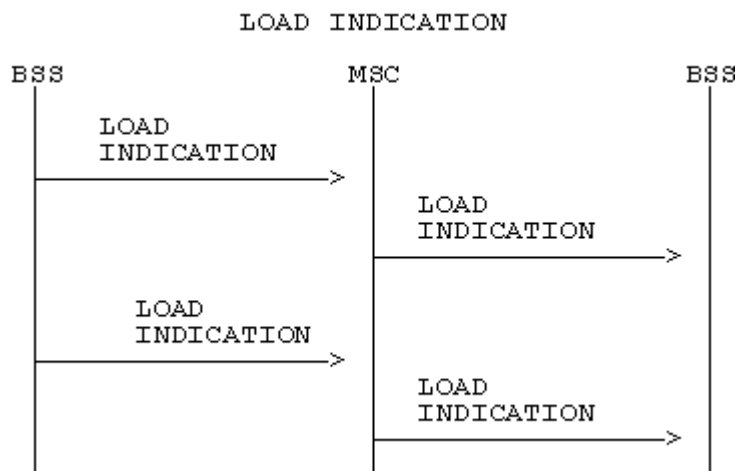 LOAD INDICATION
BSS MSC BSS
LOAD
INDICATION
LOAD
INDICATION
LOAD
INDICATION
LOAD
INDICATION